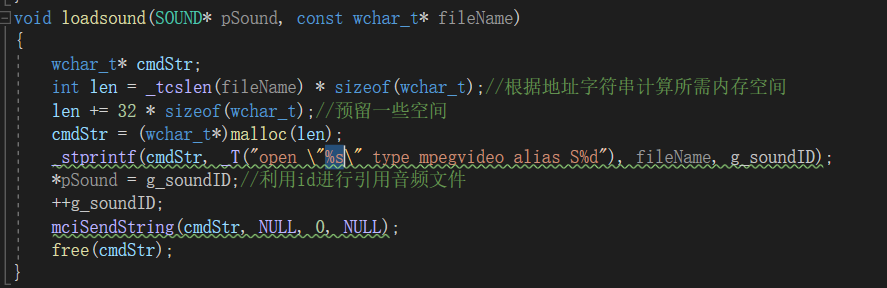 void loadsound(SOUND* pSound, const wchar_t* fileName)
{
wchar_t* cmdStr;
int len = _tcslen(fileName) * sizeof(wchar_t);//根据地址字符串计算所需内存空间
len += 32 * sizeof(wchar_t);//预留一些空间
cmdStr = (wchar_t*)malloc(len);
_stprintf(cmdStr, _T("open \"%s\" type mpegvideo alias S%d"), fileName, g_soundID);
*pSound = g_soundID;//利用id进行引用音频文件
++g_soundID;
mciSendString(cmdStr, NULL, 0, NULL);
free(cmdStr);
}